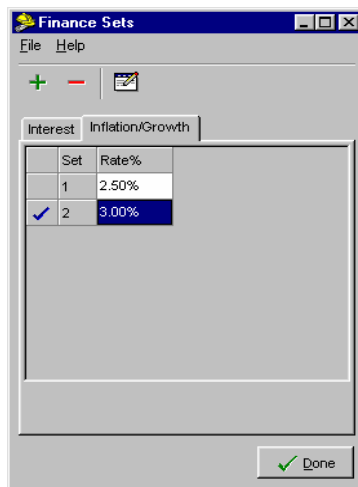 Finance Sets
File Help
Interest Inflation/Growth
Set Rate%
1 2.50%
2 3.00%
Done